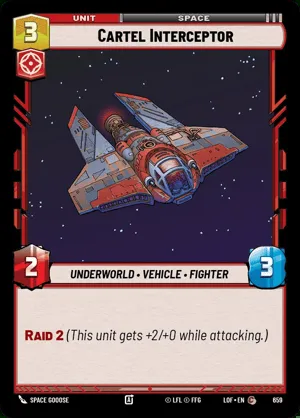 UNIT SPACE
3 CARTEL INTERCEPTOR
2 UNDERWORLD • VEHICLE • FIGHTER 3
RAID 2 (This unit gets +2/+0 while attacking.)
SPACE GOOSE © LFL © FFG LOF • EN C 659